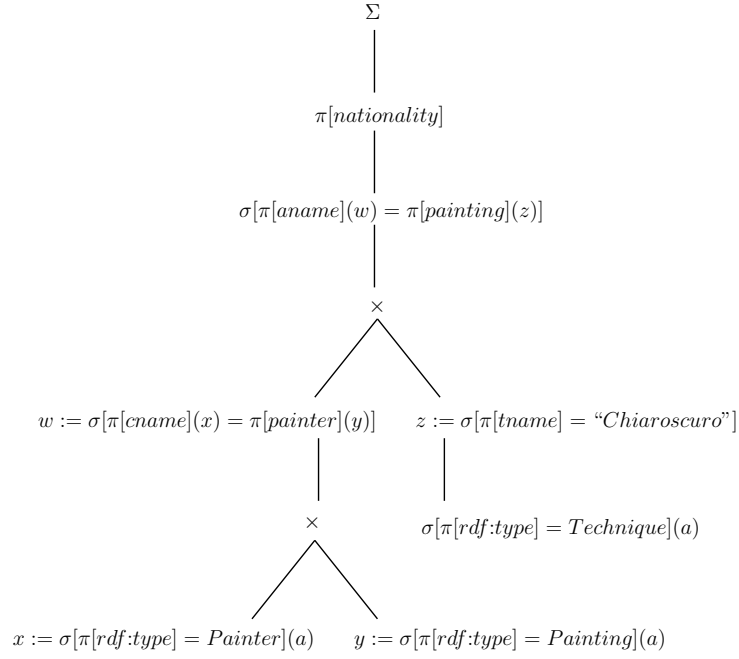 Σ
π[nationality]
σ[π[aname](w) = π[painting](z)]
×
w := σ[π[cname](x) = π[painter](y)]
z := σ[π[tname] = “Chiaroscuro”]
×
σ[π[rdf:type] = Technique](a)
x := σ[π[rdf:type] = Painter](a)
y := σ[π[rdf:type] = Painting](a)